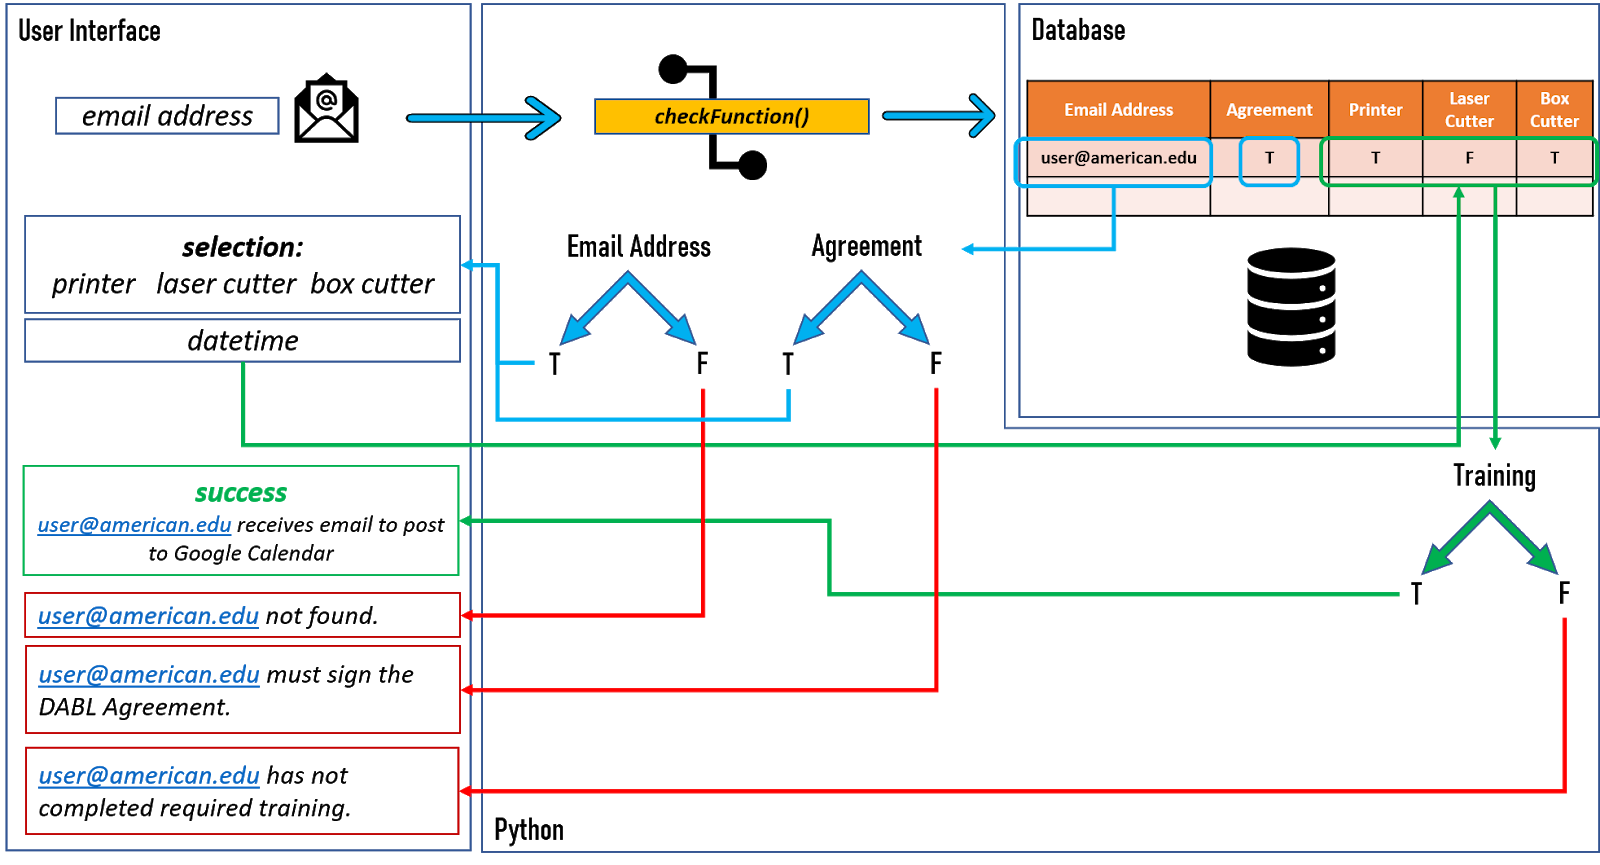 User Interface
email address
@
selection:
printer laser cutter box cutter
datetime
success
user@american.edu receives email to post
to Google Calendar
user@american.edu not found.
user@american.edu must sign the
DABL Agreement.
user@american.edu has not
completed required training.
checkFunction()
Email Address
T F
Agreement
T F
Python
Database
Email Address Agreement Printer Laser Cutter Box Cutter
user@american.edu T T F T
Training
T F